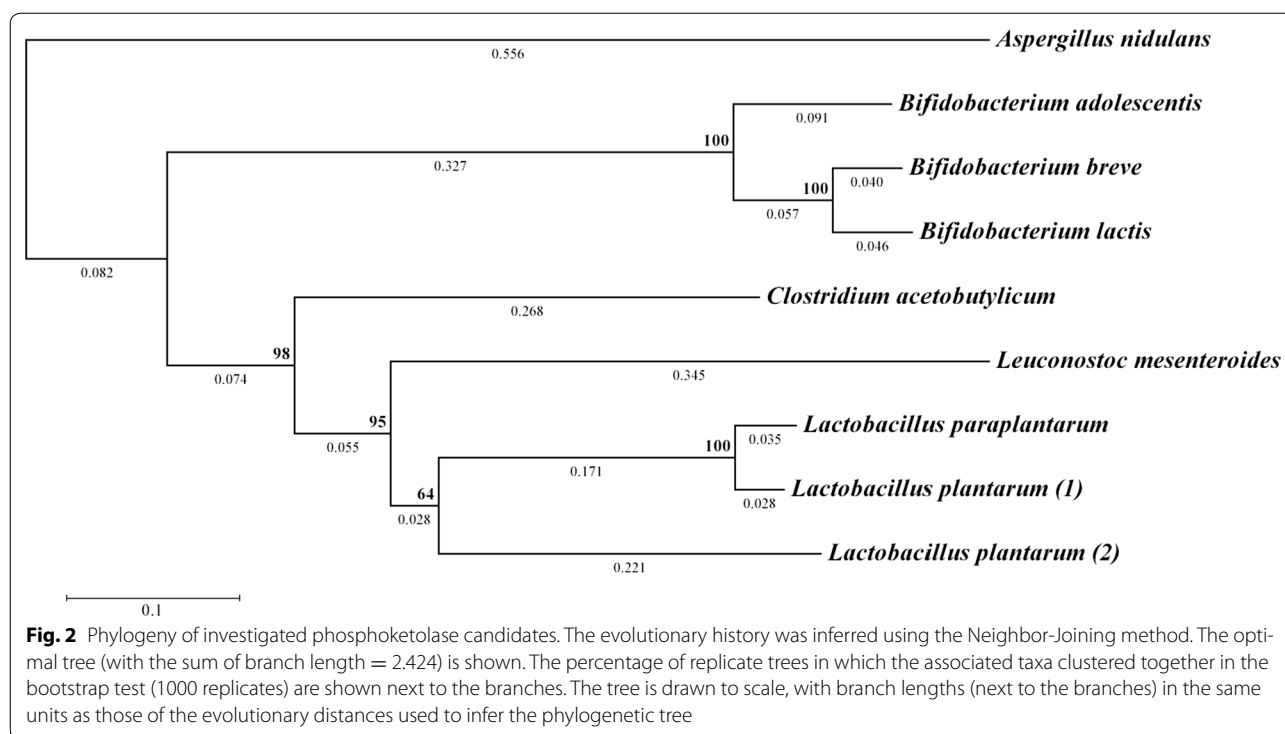 Aspergillus nidulans
0.556
Bifidobacterium adolescentis
0.091
100
0.327
Bifidobacterium breve
100
0.040
0.057
Bifidobacterium lactis
0.046
0.082
Clostridium acetobutylicum
0.268
98
0.074
Leuconostoc mesenteroides
0.345
95
0.055
Lactobacillus paraplantarum
0.035
100
0.171
Lactobacillus plantarum (1)
0.028
64
0.028
Lactobacillus plantarum (2)
0.221
0.1
Fig. 2 Phylogeny of investigated phosphoketolase candidates. The evolutionary history was inferred using the Neighbor-Joining method. The opti-
mal tree (with the sum of branch length = 2.424) is shown. The percentage of replicate trees in which the associated taxa clustered together in the
bootstrap test (1000 replicates) are shown next to the branches. The tree is drawn to scale, with branch lengths (next to the branches) in the same
units as those of the evolutionary distances used to infer the phylogenetic tree